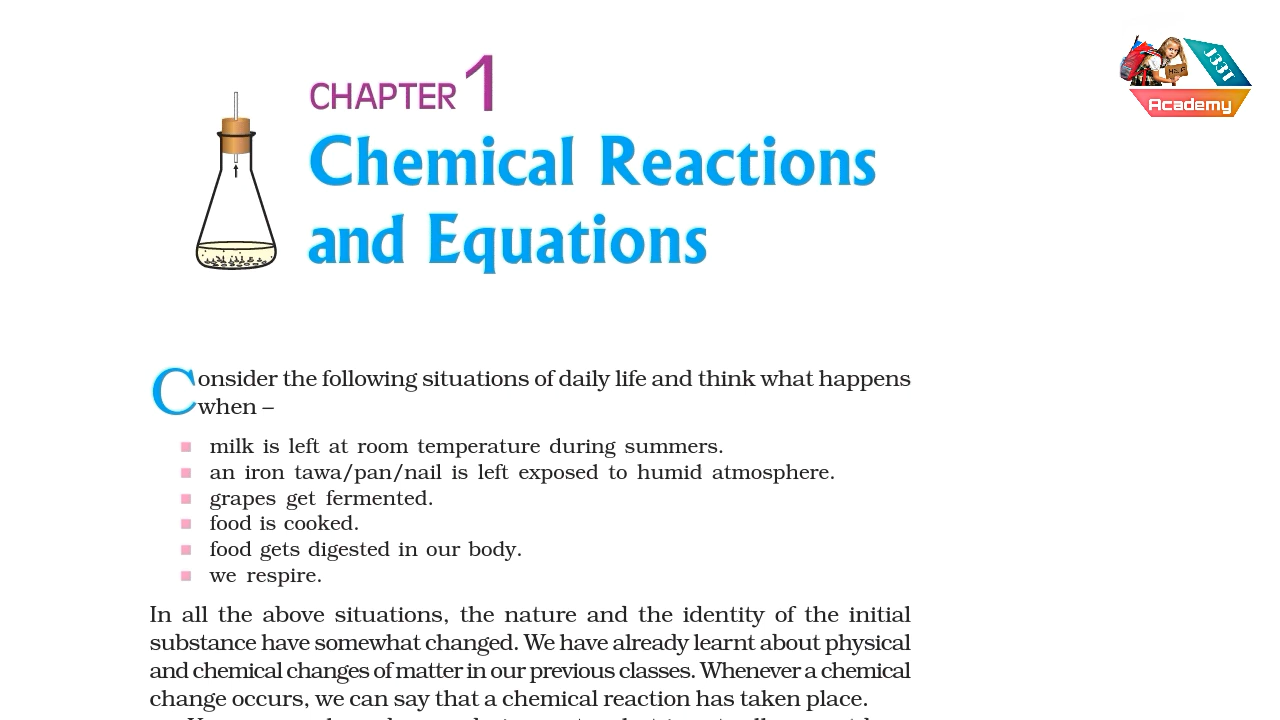 CHAPTER 1
Chemical Reactions
and Equations
Consider the following situations of daily life and think what happens
when –
■ milk is left at room temperature during summers.
■ an iron tawa/pan/nail is left exposed to humid atmosphere.
■ grapes get fermented.
■ food is cooked.
■ food gets digested in our body.
■ we respire.
In all the above situations, the nature and the identity of the initial
substance have somewhat changed. We have already learnt about physical
and chemical changes of matter in our previous classes. Whenever a chemical
change occurs, we can say that a chemical reaction has taken place.
HELP
1331
Academy